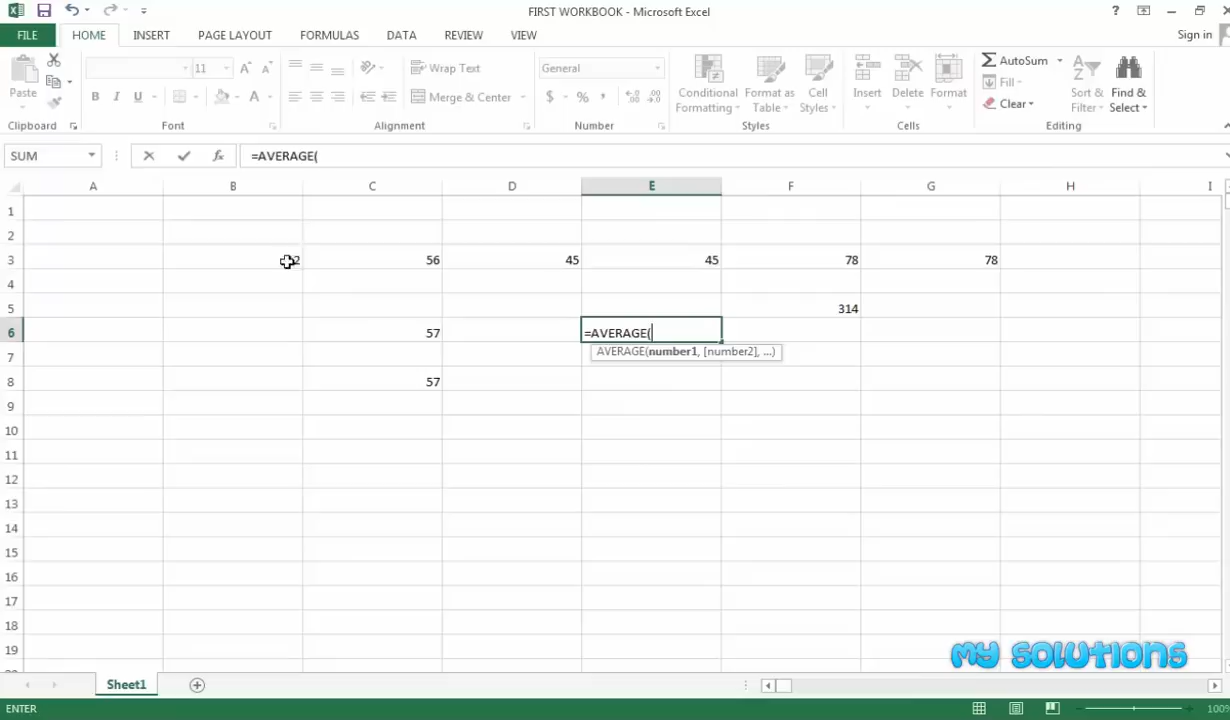 FIRST WORKBOOK - Microsoft Excel
?
FILE HOME INSERT PAGE LAYOUT FORMULAS DATA REVIEW VIEW Sign in
Paste
11 A A
B I U A
Wrap Text
Merge & Center
General
$ % ,
Conditional Formatting
Format as Table
Cell Styles
Insert
Delete
Format
AutoSum
Fill
Clear
Sort & Filter
Find & Select
Clipboard Font Alignment Number Styles Cells Editing
SUM fx =AVERAGE(
A B C D E F G H I
1
2
3 2 56 45 45 78 78
4
5 314
6 57 =AVERAGE(
7 AVERAGE(number1, [number2], ...)
8 57
9
10
11
12
13
14
15
16
17
18
19
MY SOLUTIONS
Sheet1
ENTER 100%